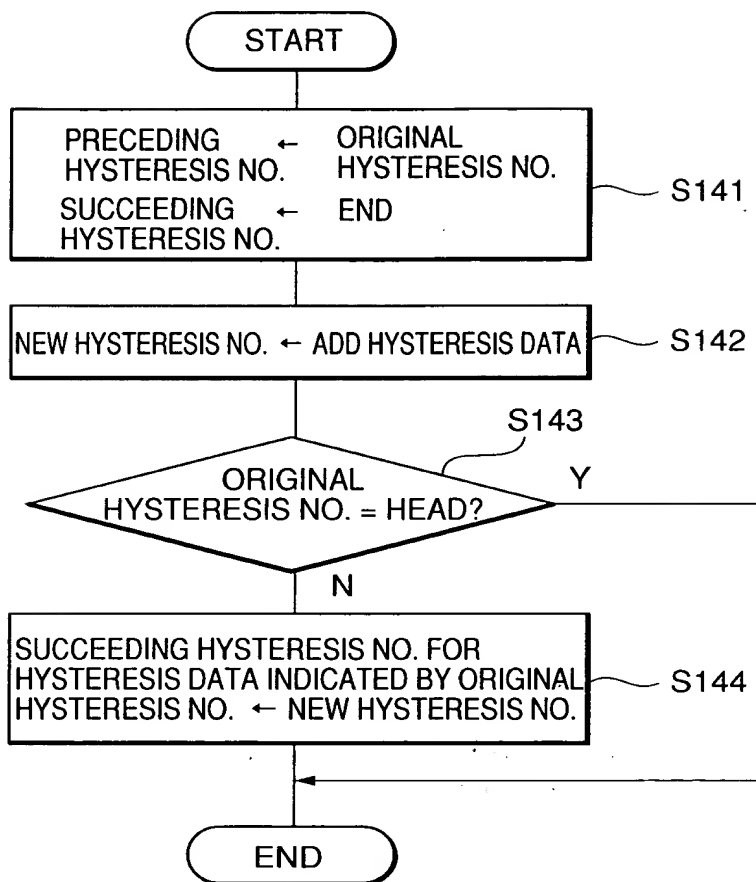 START
PRECEDING ← ORIGINAL
HYSTERESIS NO. HYSTERESIS NO.
SUCCEEDING ← END
HYSTERESIS NO.
S141
NEW HYSTERESIS NO. ← ADD HYSTERESIS DATA
S142
S143
ORIGINAL
HYSTERESIS NO. = HEAD?
Y
N
SUCCEEDING HYSTERESIS NO. FOR
HYSTERESIS DATA INDICATED BY ORIGINAL
HYSTERESIS NO. ← NEW HYSTERESIS NO.
S144
END